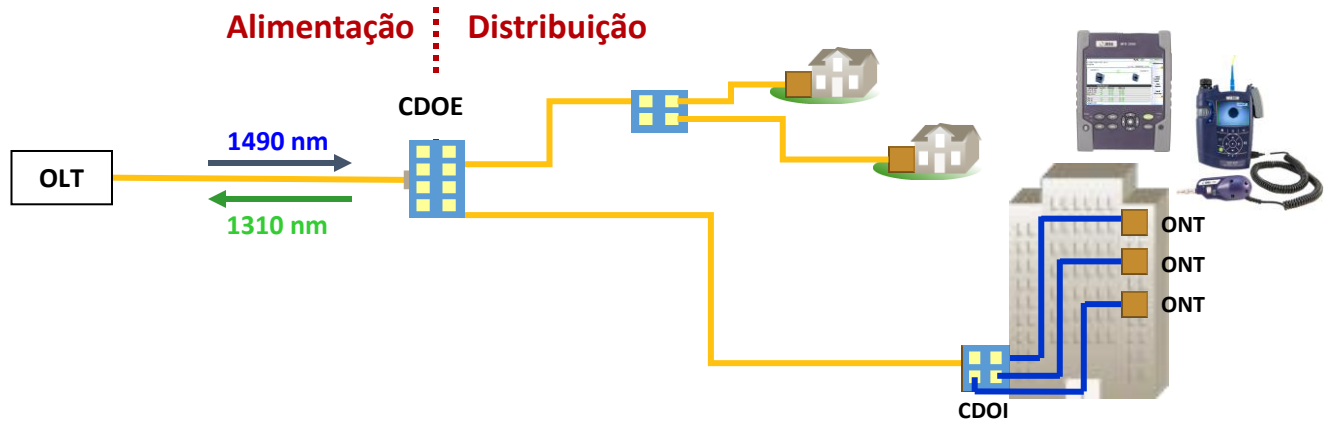 Alimentação
Distribuição
CDOE
1490 nm
OLT
1310 nm
ONT
ONT
ONT
CDOI